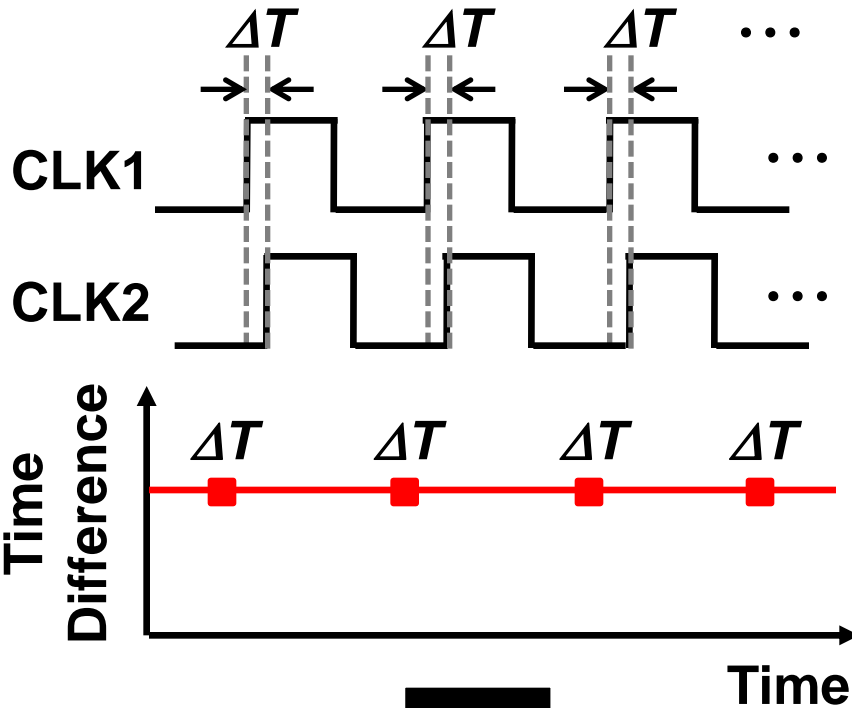 ΔT ΔT ΔT ...
CLK1 ...
CLK2 ...
Time
Difference
ΔT ΔT ΔT ΔT
Time